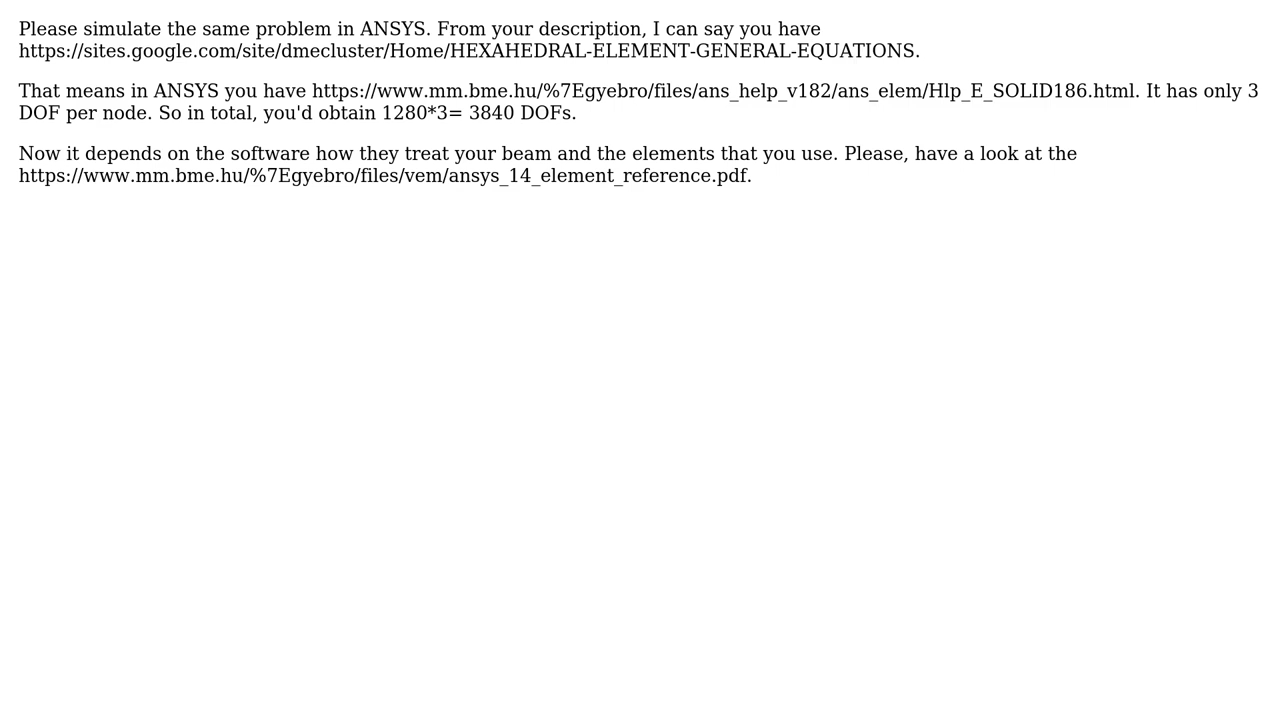 Please simulate the same problem in ANSYS. From your description, I can say you have
https://sites.google.com/site/dmecluster/Home/HEXAHEDRAL-ELEMENT-GENERAL-EQUATIONS.
That means in ANSYS you have https://www.mm.bme.hu/%7Egyebro/files/ans_help_v182/ans_elem/Hlp_E_SOLID186.html. It has only 3
DOF per node. So in total, you'd obtain 1280*3= 3840 DOFs.
Now it depends on the software how they treat your beam and the elements that you use. Please, have a look at the
https://www.mm.bme.hu/%7Egyebro/files/vem/ansys_14_element_reference.pdf.